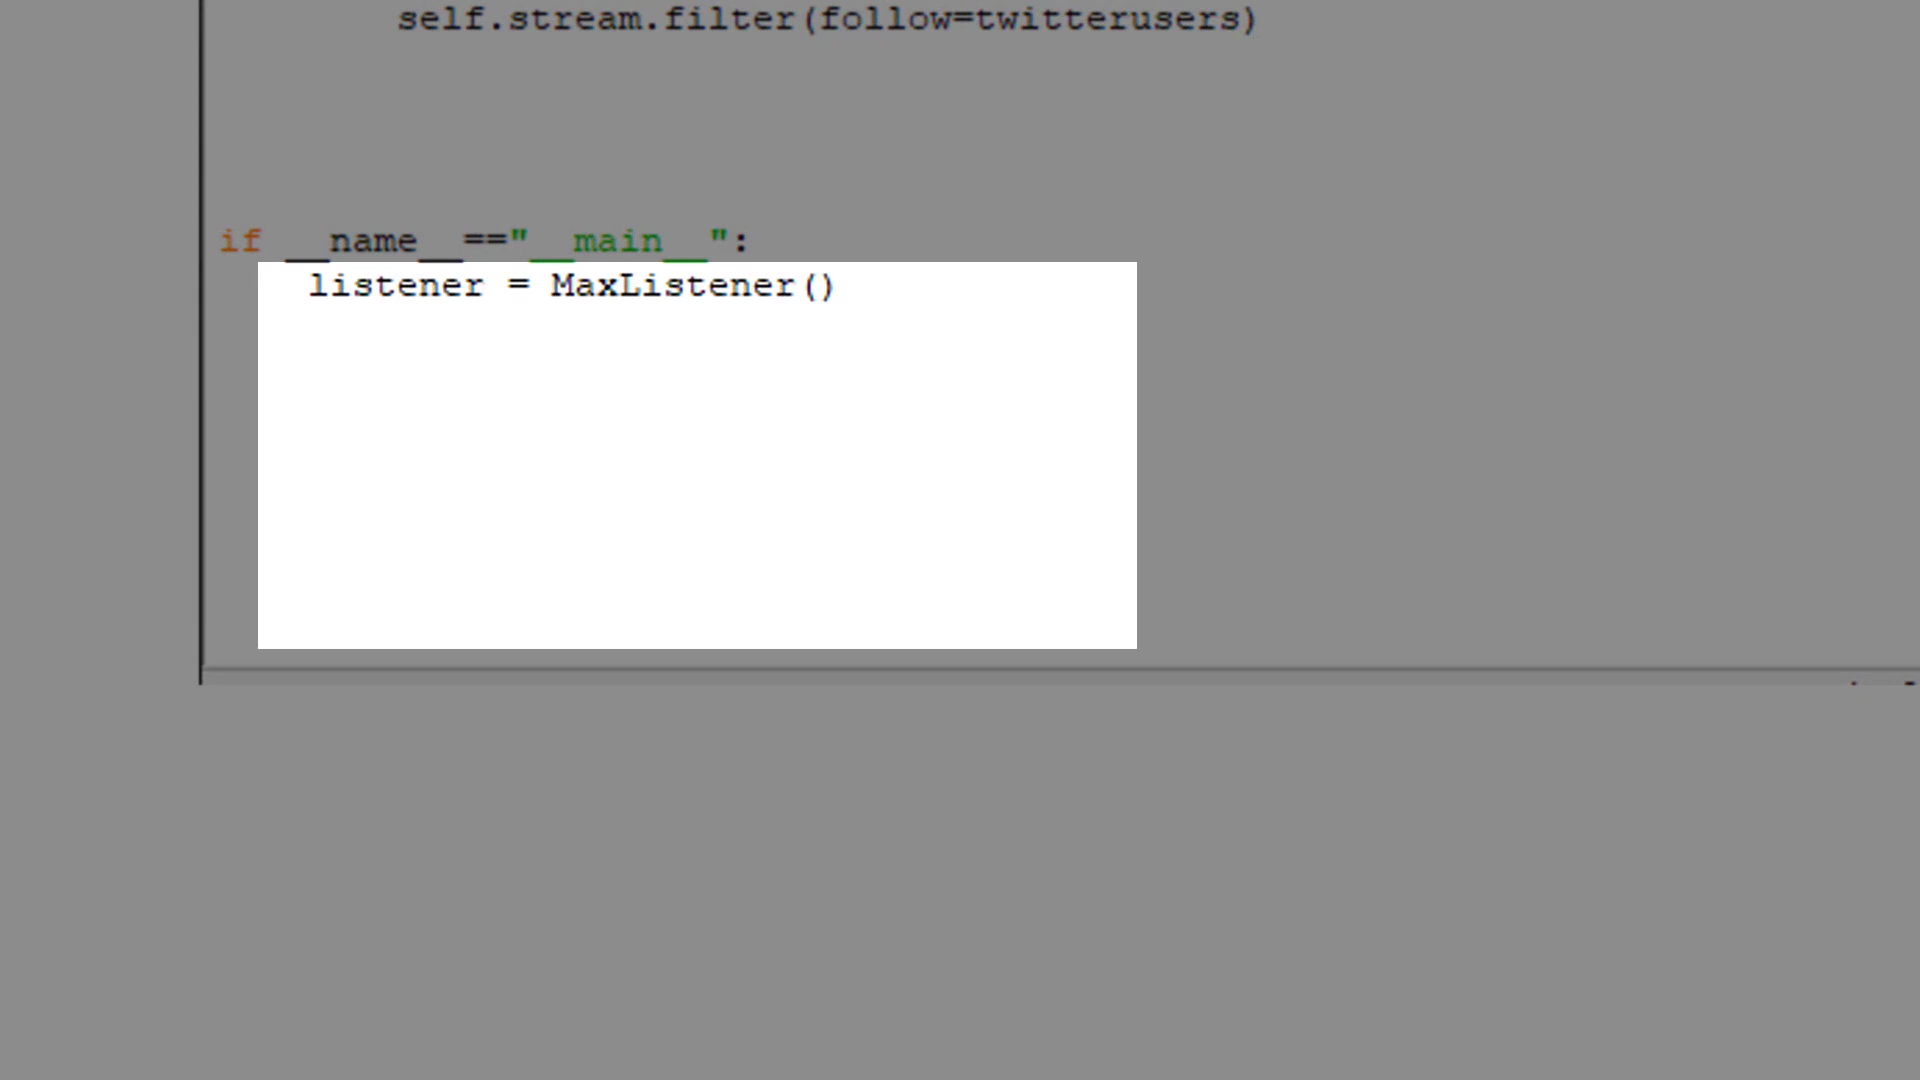 self.stream.filter(follow=twitterusers)
if __name__=="__main__":
listener = MaxListener()